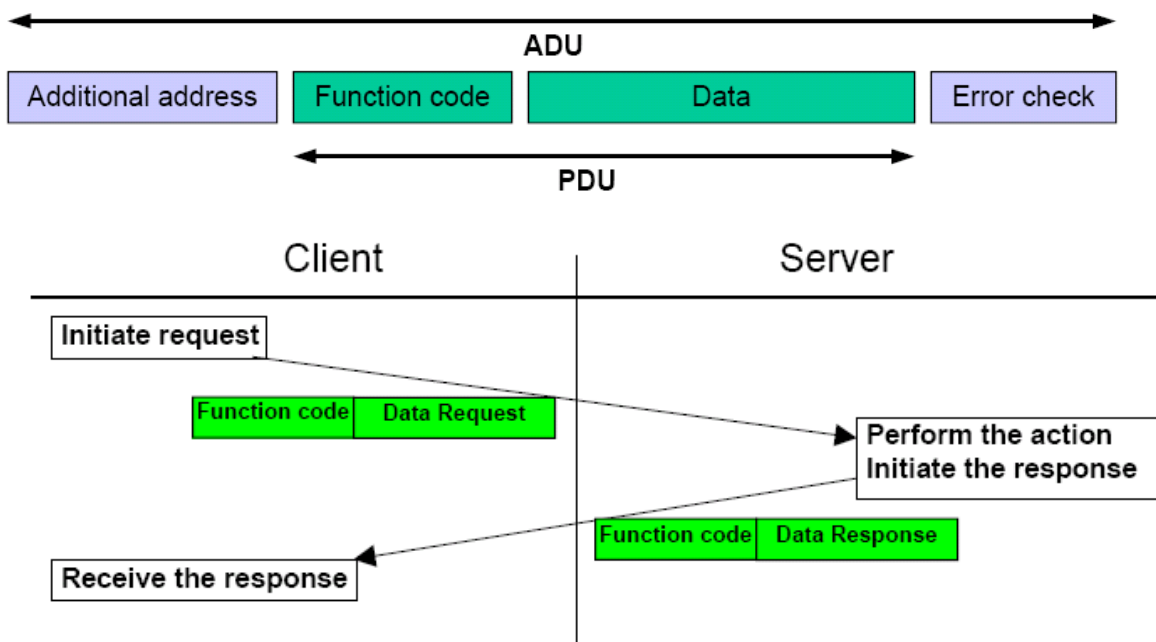 ADU
Additional address
Function code
Data
Error check
PDU
Client
Server
Initiate request
Function code
Data Request
Perform the action
Initiate the response
Function code
Data Response
Receive the response